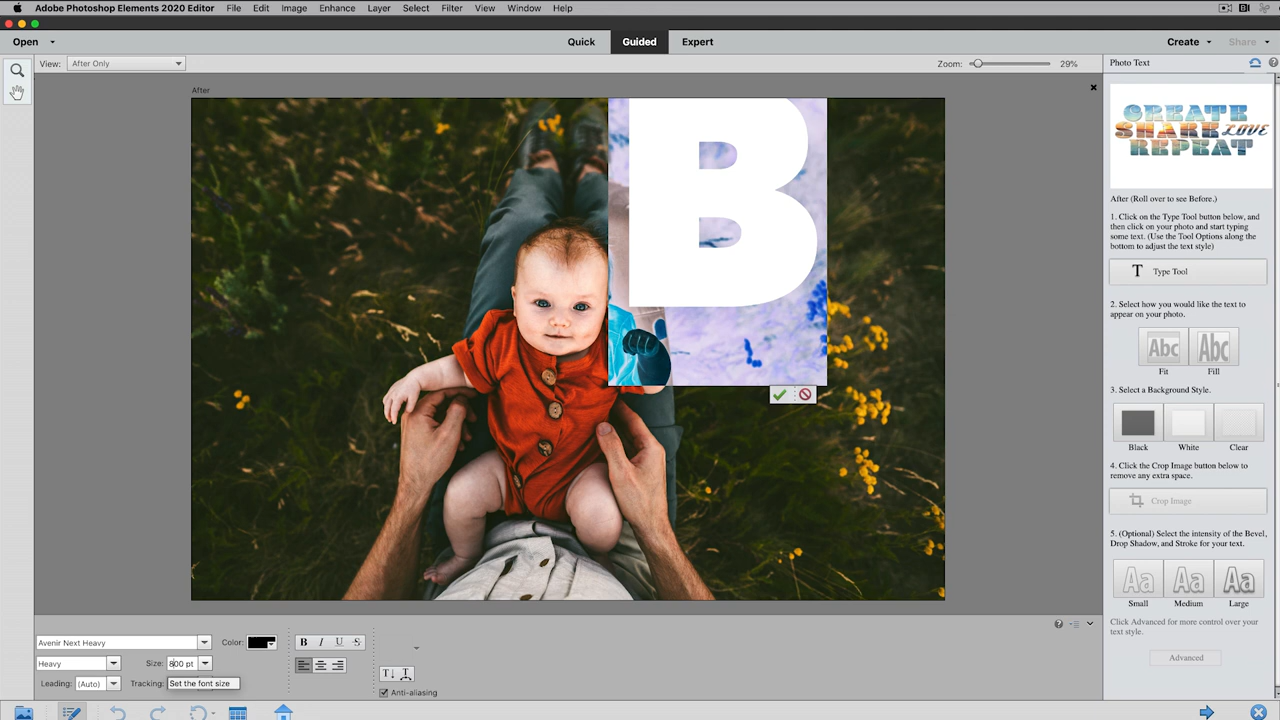 Adobe Photoshop Elements 2020 Editor File Edit Image Enhance Layer Select Filter View Window Help
Open Quick Guided Expert Create Share
View: After Only Zoom: 29% Photo Text
After
B
CREATE
SHARE LOVE
REPEAT
After (Roll over to see Before.)
1. Click on the Type Tool button below, and
then click on your photo and start typing
some text. (Use the Tool Options along the
bottom to adjust the text style)
T Type Tool
2. Select how you would like the text to
appear on your photo.
Abc Abc
Fit Fill
3. Select a Background Style.
Black White Clear
4. Click the Crop Image button below to
remove any extra space.
Crop Image
5. (Optional) Select the intensity of the Bevel,
Drop Shadow, and Stroke for your text.
Aa Aa Aa
Small Medium Large
Click Advanced for more control over your
text style.
Advanced
Avenir Next Heavy Color: B I U S
Heavy Size: 800 pt
Leading: (Auto) Tracking: Set the font size
Anti-aliasing